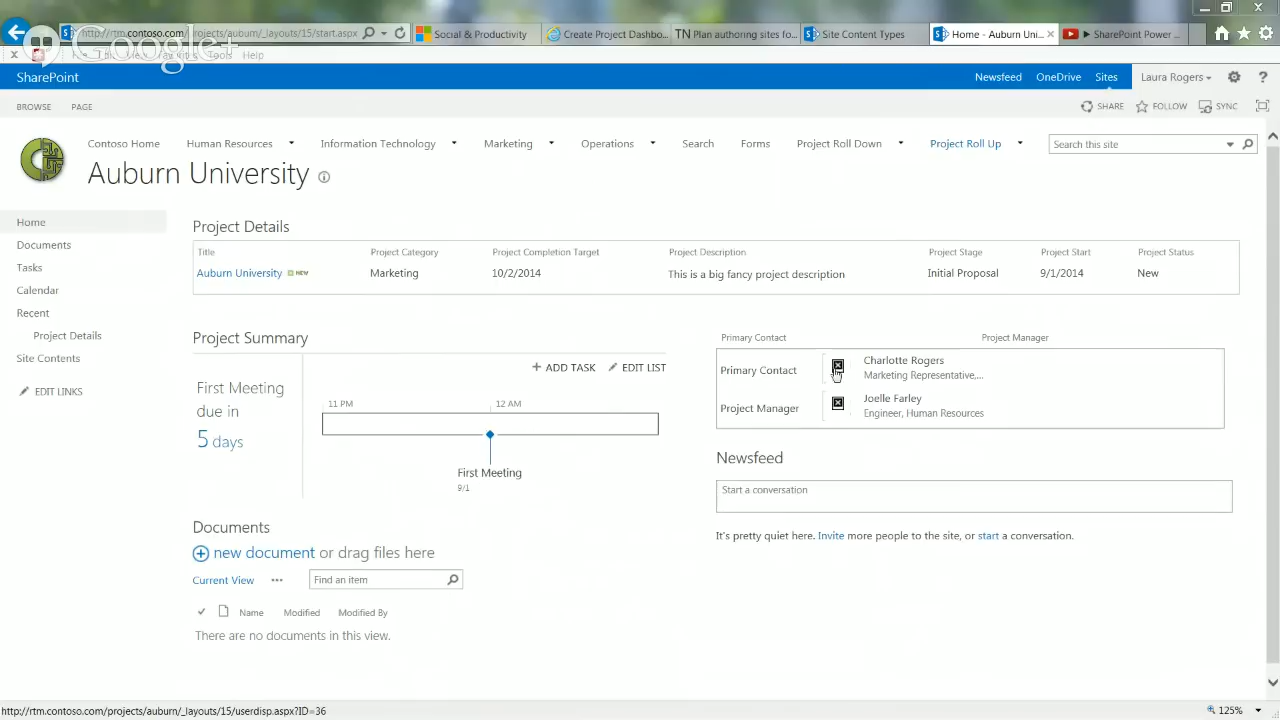 http://rtm.contoso.com/projects/auburn/_layouts/15/start.aspx
Social & Productivity
Create Project Dashbo...
TN Plan authoring sites fo...
Site Content Types
Home - Auburn Uni...
SharePoint Power ...
Google+
Tools Help
SharePoint
Newsfeed OneDrive Sites Laura Rogers ?
BROWSE PAGE
SHARE FOLLOW SYNC
Contoso Home Human Resources Information Technology Marketing Operations Search Forms Project Roll Down Project Roll Up
Search this site
Auburn University
Home
Documents
Tasks
Calendar
Recent
Project Details
Site Contents
EDIT LINKS
Project Details
Title Project Category Project Completion Target Project Description Project Stage Project Start Project Status
Auburn University NEW Marketing 10/2/2014 This is a big fancy project description Initial Proposal 9/1/2014 New
Project Summary
First Meeting
due in
5 days
+ ADD TASK EDIT LIST
11 PM 12 AM
First Meeting
9/1
Documents
new document or drag files here
Current View ... Find an item
Name Modified Modified By
There are no documents in this view.
Primary Contact Project Manager
Primary Contact
Charlotte Rogers
Marketing Representative,...
Project Manager
Joelle Farley
Engineer, Human Resources
Newsfeed
Start a conversation
It's pretty quiet here. Invite more people to the site, or start a conversation.
http://rtm.contoso.com/projects/auburn/_layouts/15/userdisp.aspx?ID=36
125%